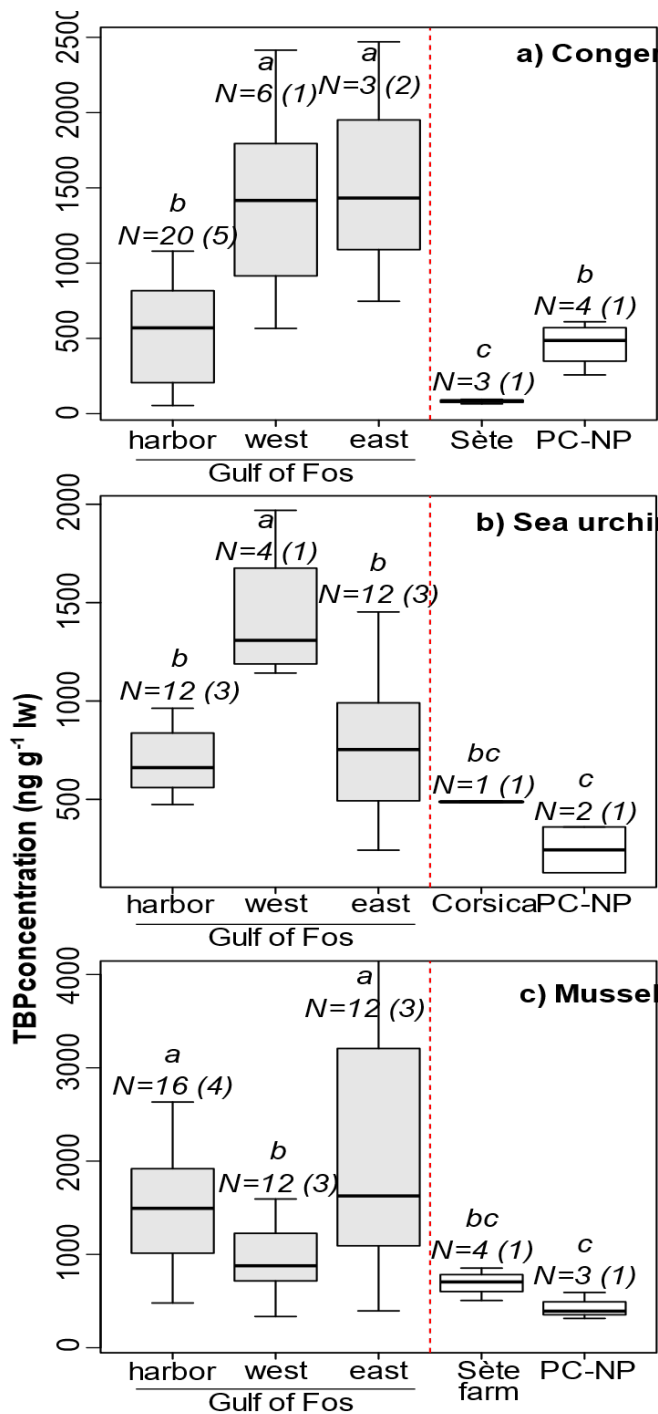 TBPconcentration (ng g⁻¹ lw)
a) Conger
2500
2000
1500
1000
500
0
b
N=20 (5)
a
N=6 (1)
a
N=3 (2)
c
N=3 (1)
b
N=4 (1)
harbor west east Sète PC-NP
Gulf of Fos
b) Sea urchi
2000
1500
1000
500
b
N=12 (3)
a
N=4 (1)
b
N=12 (3)
bc
N=1 (1)
c
N=2 (1)
harbor west east Corsica PC-NP
Gulf of Fos
c) Mussel
4000
3000
2000
1000
0
a
N=16 (4)
b
N=12 (3)
a
N=12 (3)
bc
N=4 (1)
c
N=3 (1)
harbor west east Sète PC-NP
farm
Gulf of Fos